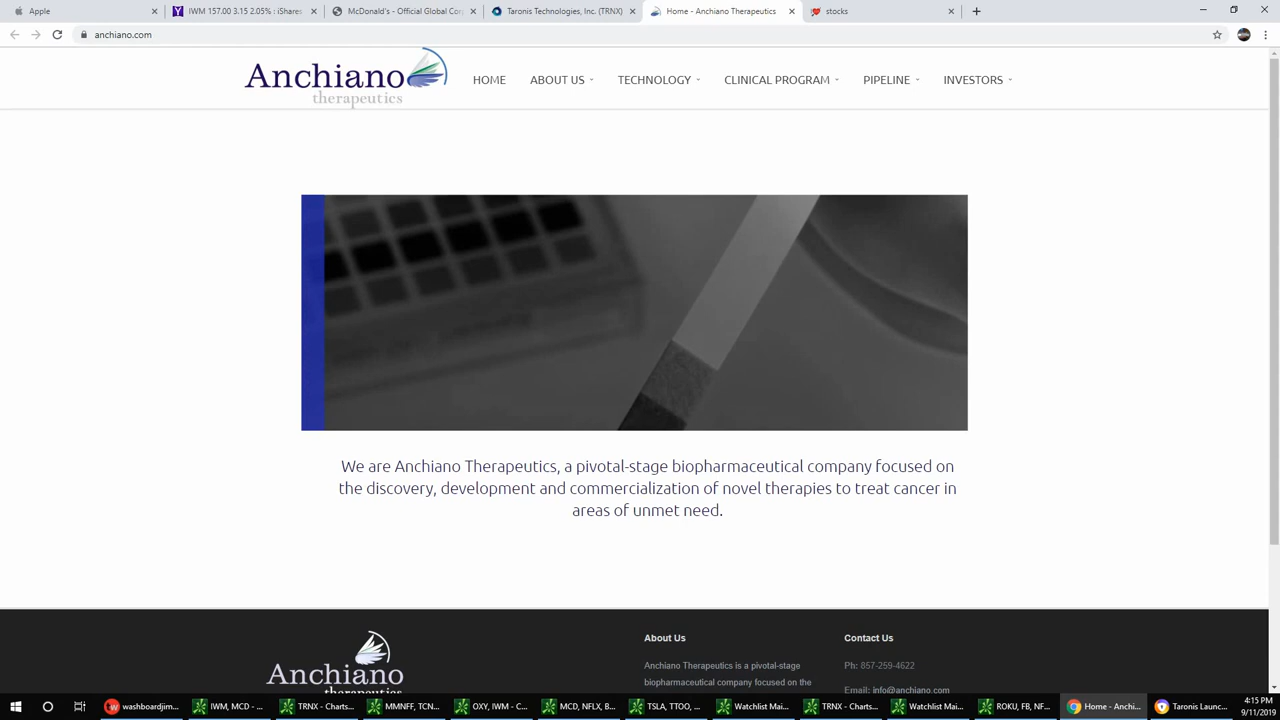 Apple
IWM 157.00 3.15 2.05% : iShares
McDonald's - Official Global Cor
Taronis Technologies, Inc. (TRNX)
Home - Anchiano Therapeutics
stocks
anchiano.com
Anchiano
therapeutics
HOME
ABOUT US
TECHNOLOGY
CLINICAL PROGRAM
PIPELINE
INVESTORS
We are Anchiano Therapeutics, a pivotal-stage biopharmaceutical company focused on
the discovery, development and commercialization of novel therapies to treat cancer in
areas of unmet need.
Anchiano
therapeutics
About Us
Anchiano Therapeutics is a pivotal-stage
biopharmaceutical company focused on the
Contact Us
Ph: 857-259-4622
Email: info@anchiano.com
washboardjim...
IWM, MCD - ...
TRNX - Charts...
MMNFF, TCN...
OXY, IWM - C...
MCD, NFLX, B...
TSLA, TTOO, ...
Watchlist Mai...
TRNX - Charts...
Watchlist Mai...
ROKU, FB, NF...
Home - Anchi...
Taronis Launc...
4:15 PM
9/11/2019